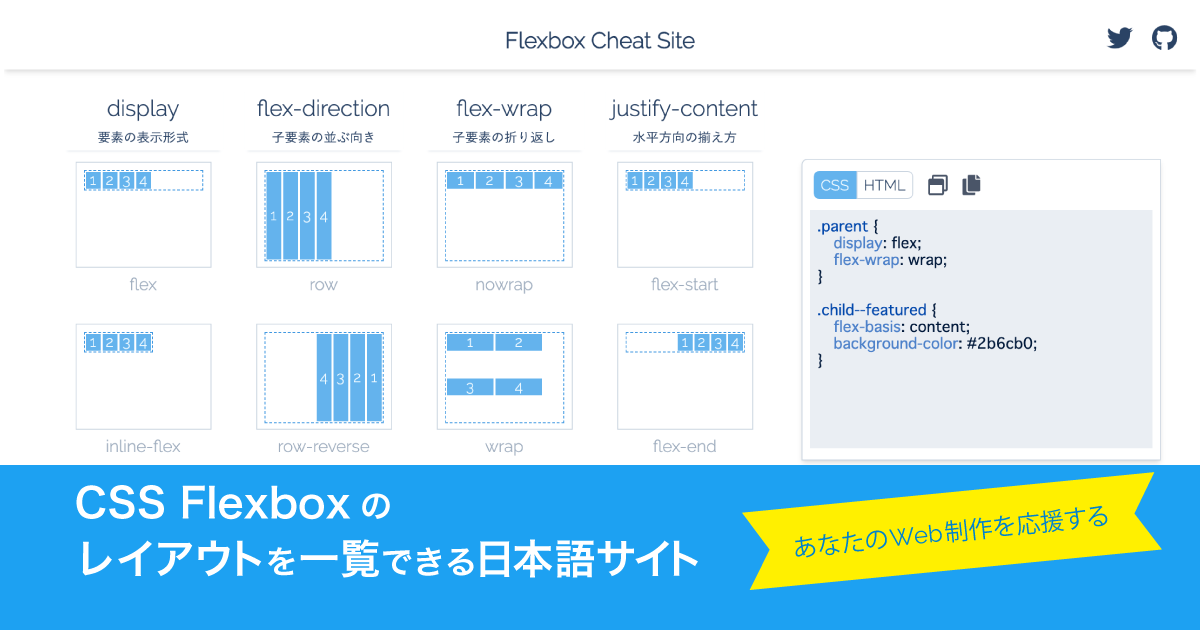 Flexbox Cheat Site
display
要素の表示形式
1 2 3 4
flex
1 2 3 4
inline-flex
flex-direction
子要素の並ぶ向き
1 2 3 4
row
4 3 2 1
row-reverse
flex-wrap
子要素の折り返し
1 2 3 4
nowrap
1 2
3 4
wrap
justify-content
水平方向の揃え方
1 2 3 4
flex-start
1 2 3 4
flex-end
CSS HTML
.parent {
display: flex;
flex-wrap: wrap;
}
.child--featured {
flex-basis: content;
background-color: #2b6cb0;
}
CSS Flexbox の
レイアウトを一覧できる日本語サイト
あなたのWeb制作を応援する